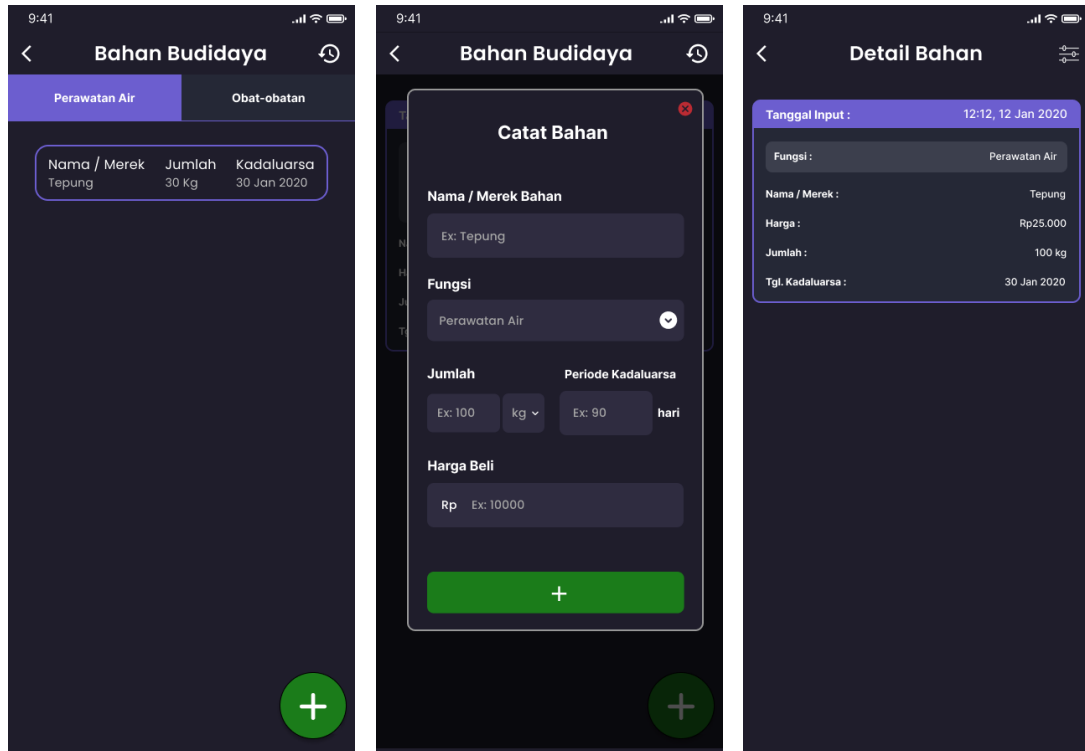 9:41
Bahan Budidaya
Perawatan Air Obat-obatan
Nama / Merek Jumlah Kadaluarsa
Tepung 30 Kg 30 Jan 2020
9:41
Bahan Budidaya
Catat Bahan
Nama / Merek Bahan
Ex: Tepung
Fungsi
Perawatan Air
Jumlah Periode Kadaluarsa
Ex: 100 kg Ex: 90 hari
Harga Beli
Rp Ex: 10000
9:41
Detail Bahan
Tanggal Input : 12:12, 12 Jan 2020
Fungsi : Perawatan Air
Nama / Merek : Tepung
Harga : Rp25.000
Jumlah : 100 kg
Tgl. Kadaluarsa : 30 Jan 2020